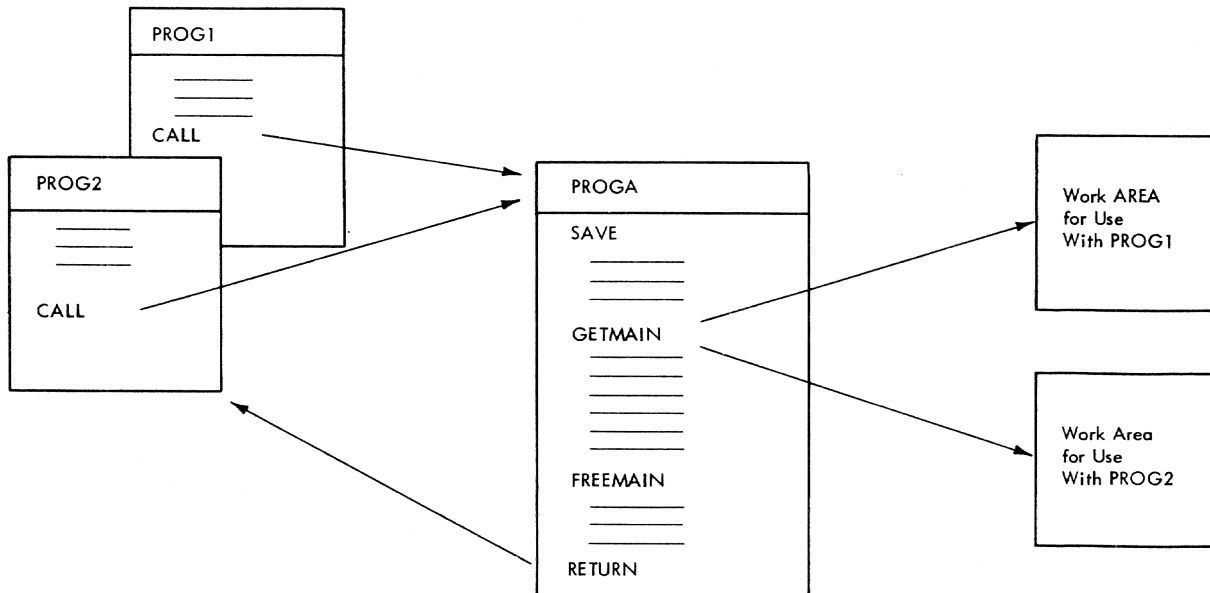 PROG1
CALL
PROG2
CALL
PROGA
SAVE
GETMAIN
FREEMAIN
RETURN
Work AREA
for Use
With PROG1
Work Area
for Use
With PROG2